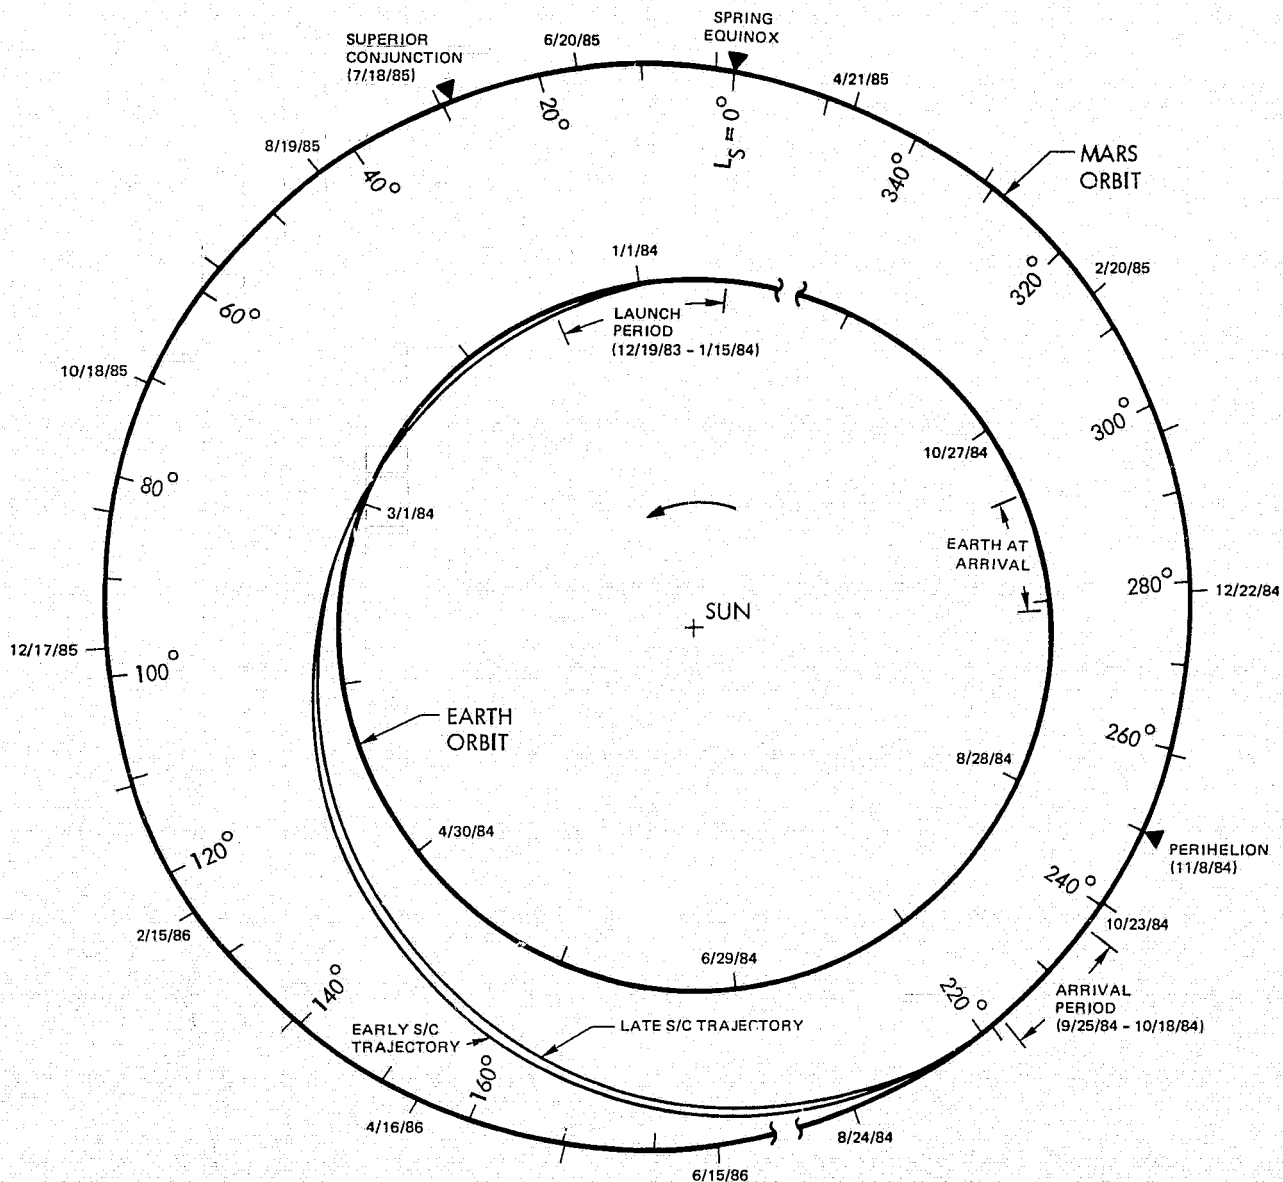 SPRING
EQUINOX
SUPERIOR
CONJUNCTION
(7/18/85)
6/20/85
4/21/85
20°
L_S = 0°
340°
MARS
ORBIT
8/19/85
40°
1/1/84
320°
2/20/85
60°
LAUNCH
PERIOD
(12/19/83 - 1/15/84)
10/18/85
300°
10/27/84
80°
3/1/84
EARTH AT
ARRIVAL
280°
12/22/84
SUN
12/17/85
100°
EARTH
ORBIT
260°
8/28/84
4/30/84
120°
PERIHELION
(11/8/84)
240°
10/23/84
2/15/86
6/29/84
140°
220°
ARRIVAL
PERIOD
(9/25/84 - 10/18/84)
EARLY S/C
TRAJECTORY
LATE S/C TRAJECTORY
160°
4/16/86
8/24/84
6/15/86